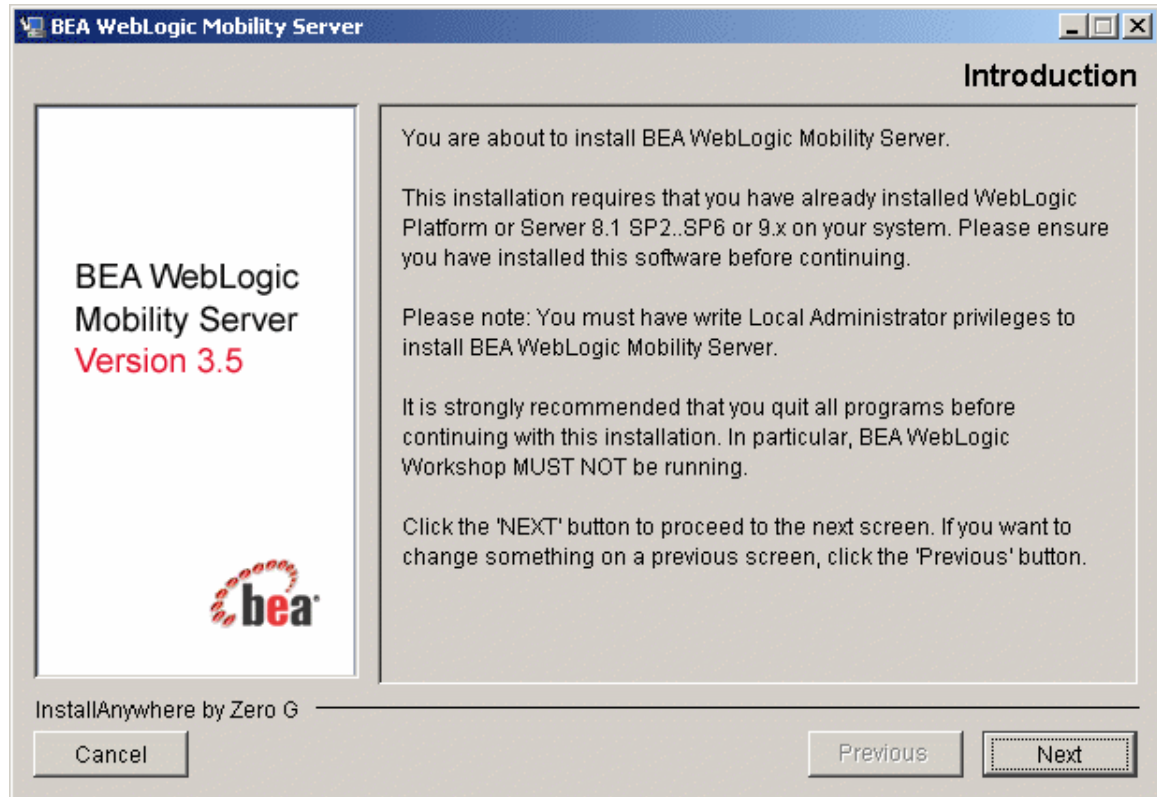 BEA WebLogic Mobility Server
Introduction
BEA WebLogic
Mobility Server
Version 3.5
bea
You are about to install BEA WebLogic Mobility Server.
This installation requires that you have already installed WebLogic
Platform or Server 8.1 SP2..SP6 or 9.x on your system. Please ensure
you have installed this software before continuing.
Please note: You must have write Local Administrator privileges to
install BEA WebLogic Mobility Server.
It is strongly recommended that you quit all programs before
continuing with this installation. In particular, BEA WebLogic
Workshop MUST NOT be running.
Click the 'NEXT' button to proceed to the next screen. If you want to
change something on a previous screen, click the 'Previous' button.
InstallAnywhere by Zero G
Cancel
Previous
Next